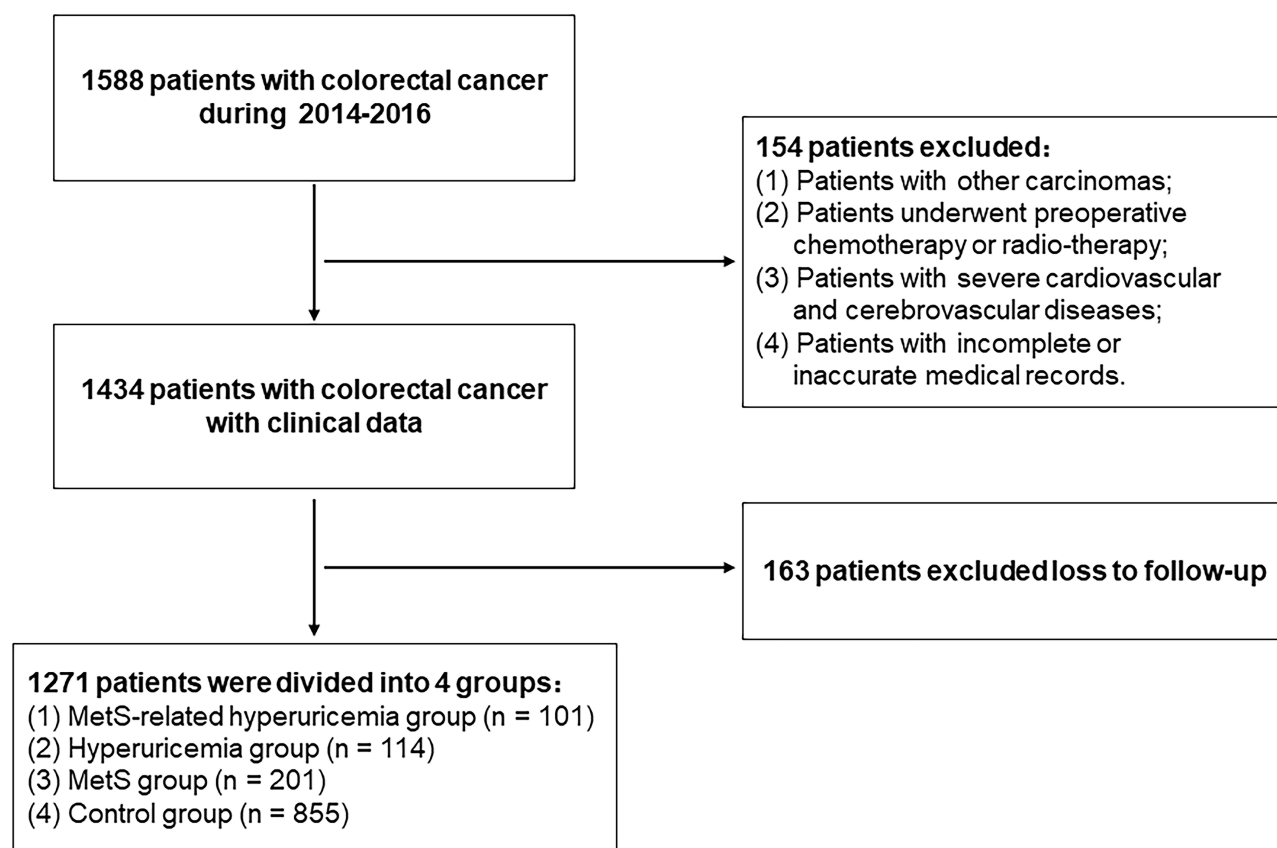 1588 patients with colorectal cancer
during 2014-2016
154 patients excluded：
(1) Patients with other carcinomas;
(2) Patients underwent preoperative
chemotherapy or radio-therapy;
(3) Patients with severe cardiovascular
and cerebrovascular diseases;
(4) Patients with incomplete or
inaccurate medical records.
1434 patients with colorectal cancer
with clinical data
163 patients excluded loss to follow-up
1271 patients were divided into 4 groups：
(1) MetS-related hyperuricemia group (n = 101)
(2) Hyperuricemia group (n = 114)
(3) MetS group (n = 201)
(4) Control group (n = 855)